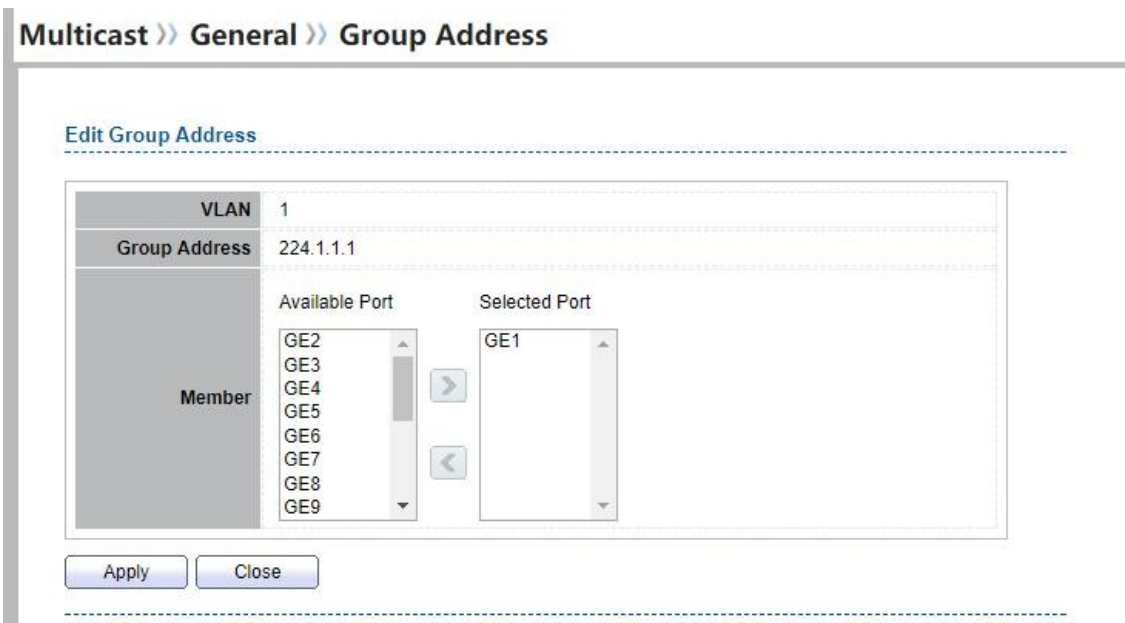 Multicast 》 General 》 Group Address
Edit Group Address
VLAN 1
Group Address 224.1.1.1
Member
Available Port Selected Port
GE2 GE1
GE3
GE4
GE5
GE6
GE7
GE8
GE9
Apply Close